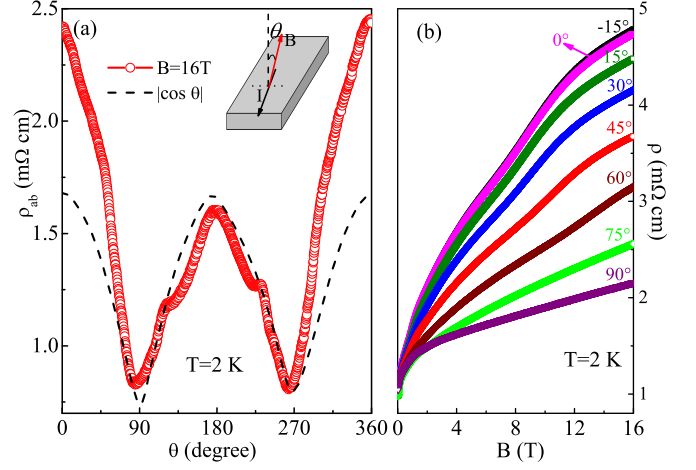 (a)
θ
B
I
B=16T
|cos θ|
T=2 K
2.5
2.0
1.5
1.0
ρab (mΩ cm)
0
90
180
270
360
θ (degree)
(b)
-15°
0°
15°
30°
45°
60°
75°
90°
T=2 K
5
4
3
2
1
ρ (mΩ cm)
0
4
8
12
16
B (T)